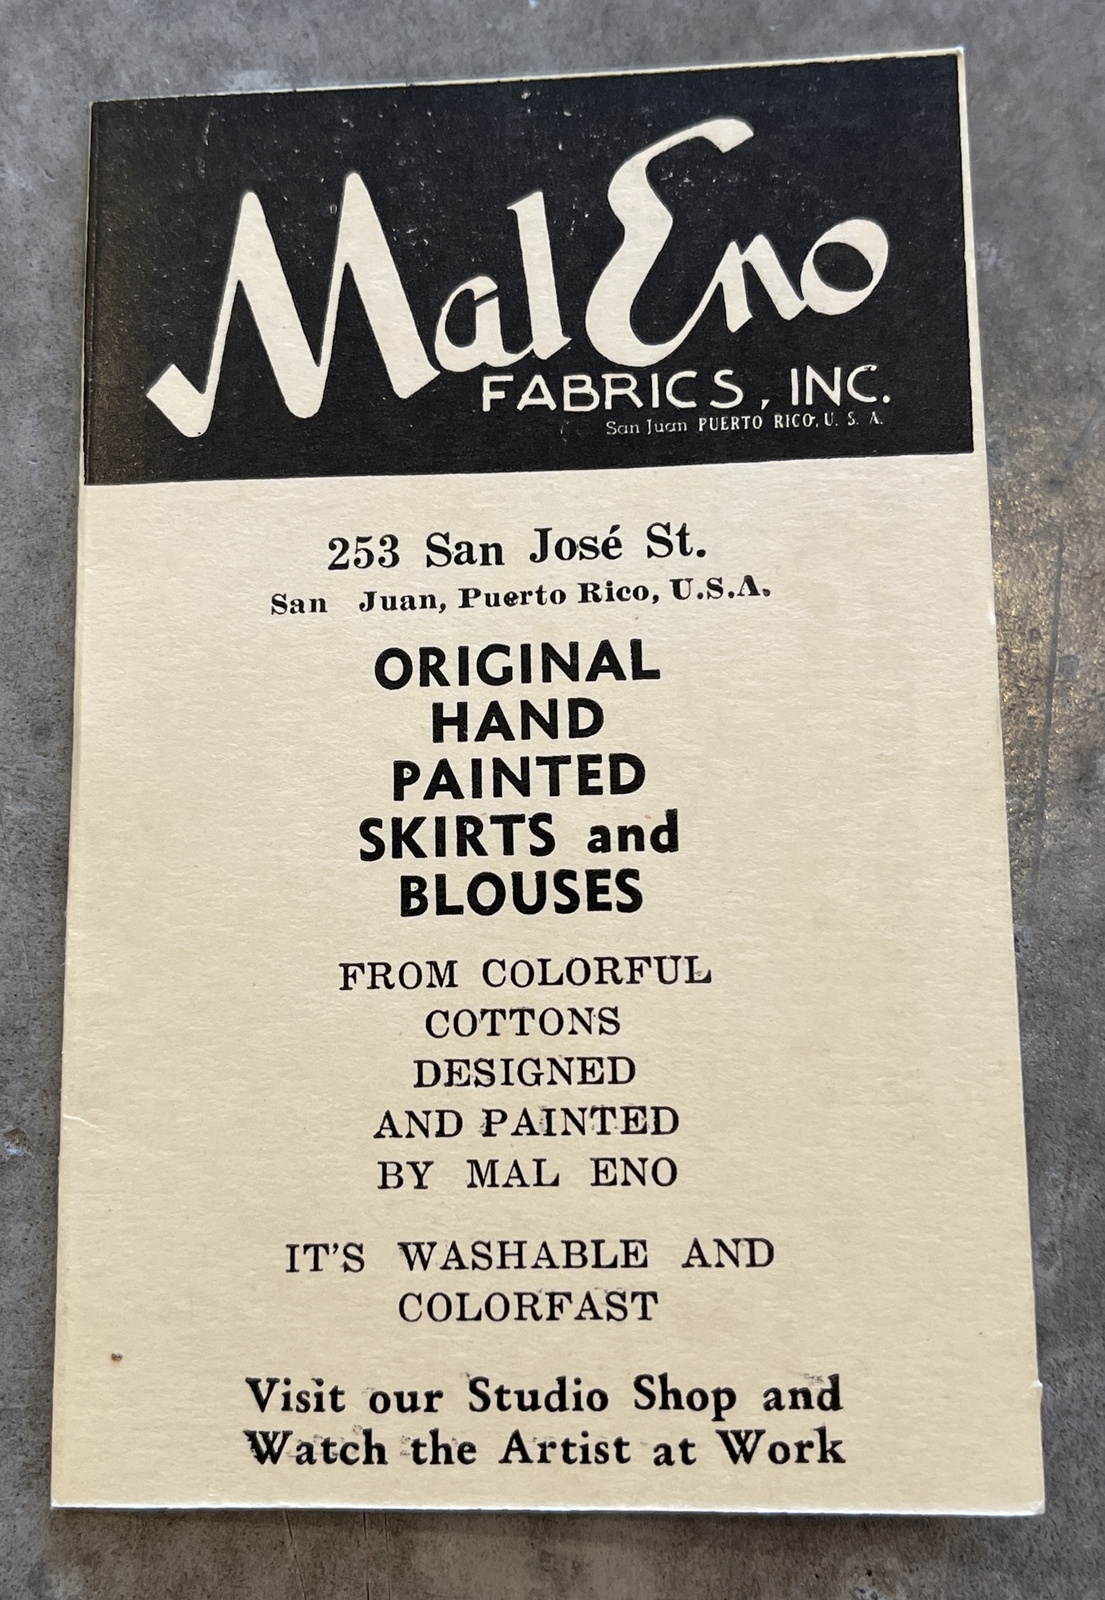 Mal Eno
FABRICS, INC.
San Juan PUERTO RICO, U. S. A.
253 San José St.
San Juan, Puerto Rico, U.S.A.
ORIGINAL
HAND
PAINTED
SKIRTS and
BLOUSES
FROM COLORFUL
COTTONS
DESIGNED
AND PAINTED
BY MAL ENO
IT'S WASHABLE AND
COLORFAST
Visit our Studio Shop and
Watch the Artist at Work